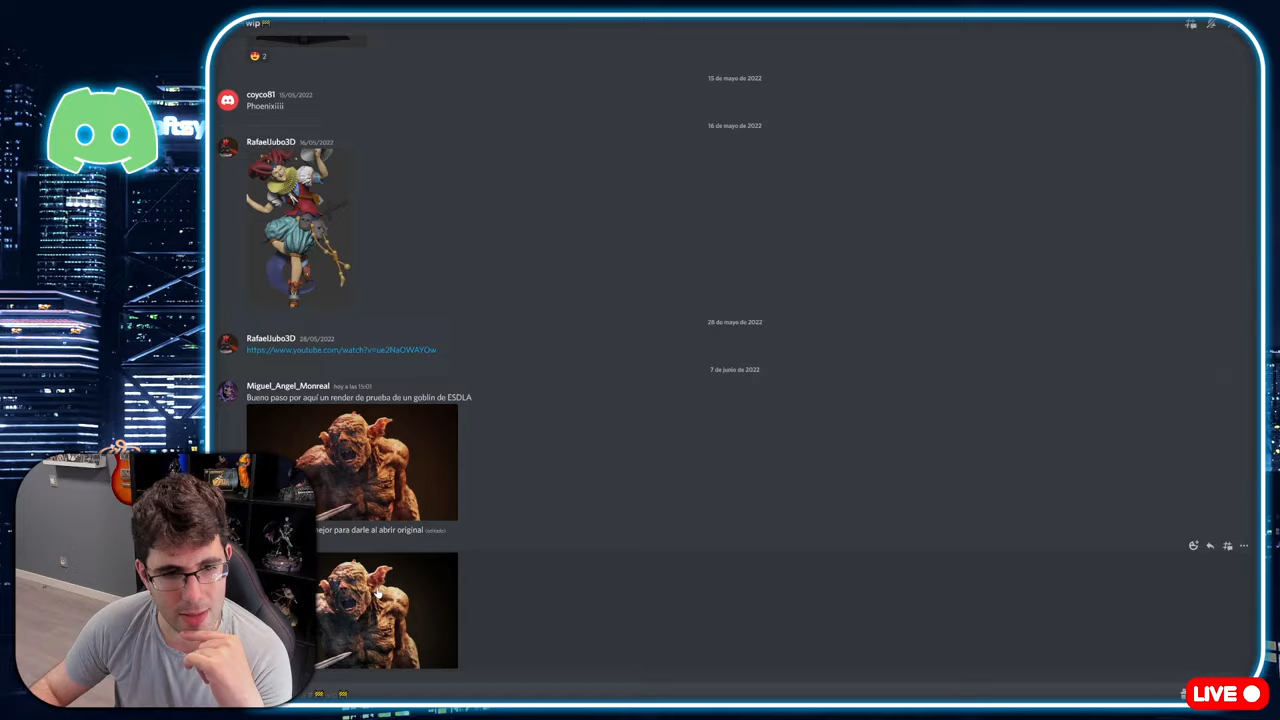 wip
2
15 de mayo de 2022
coyco81 15/05/2022
Phoenixiiii
16 de mayo de 2022
RafaelJubo3D 16/05/2022
28 de mayo de 2022
RafaelJubo3D 28/05/2022
https://www.youtube.com/watch?v=ue2NaOWAYOw
7 de junio de 2022
Miguel_Angel_Monreal hoy a las 15:01
Bueno paso por aquí un render de prueba de un goblin de ESDLA
para darle al abrir original (editado)
LIVE